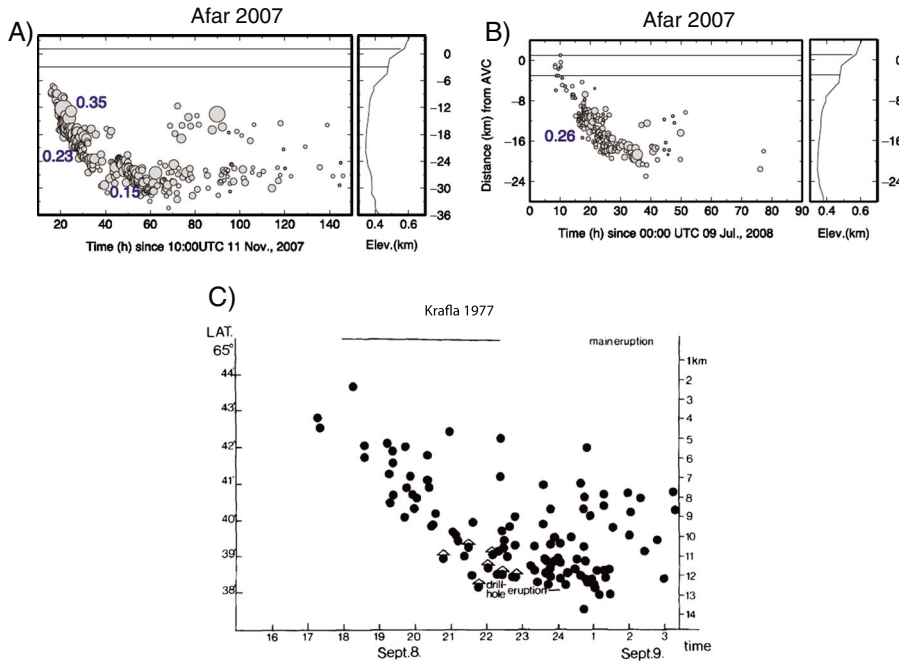 Afar 2007
A)
0.35
0.23
0.15
20 40 60 80 100 120 140
Time (h) since 10:00UTC 11 Nov., 2007
0
-6
-12
-18
-24
-30
-36
0.4 0.6
Elev.(km)
Afar 2007
B)
Distance (km) from AVC
0
-8
-16
-24
0.26
0 10 20 30 40 50 60 70 80 90
Time (h) since 00:00 UTC 09 Jul., 2008
0
-8
-16
-24
0.4 0.6
Elev.(km)
C)
Krafla 1977
LAT.
65°
44'
43'
42'
41'
40'
39'
38'
main eruption
1km
2
3
4
5
6
7
8
9
10
11
12
13
14
drill-
hole eruption
16 17 18 19 20 21 22 23 24 1 2 3 time
Sept.8. Sept.9.